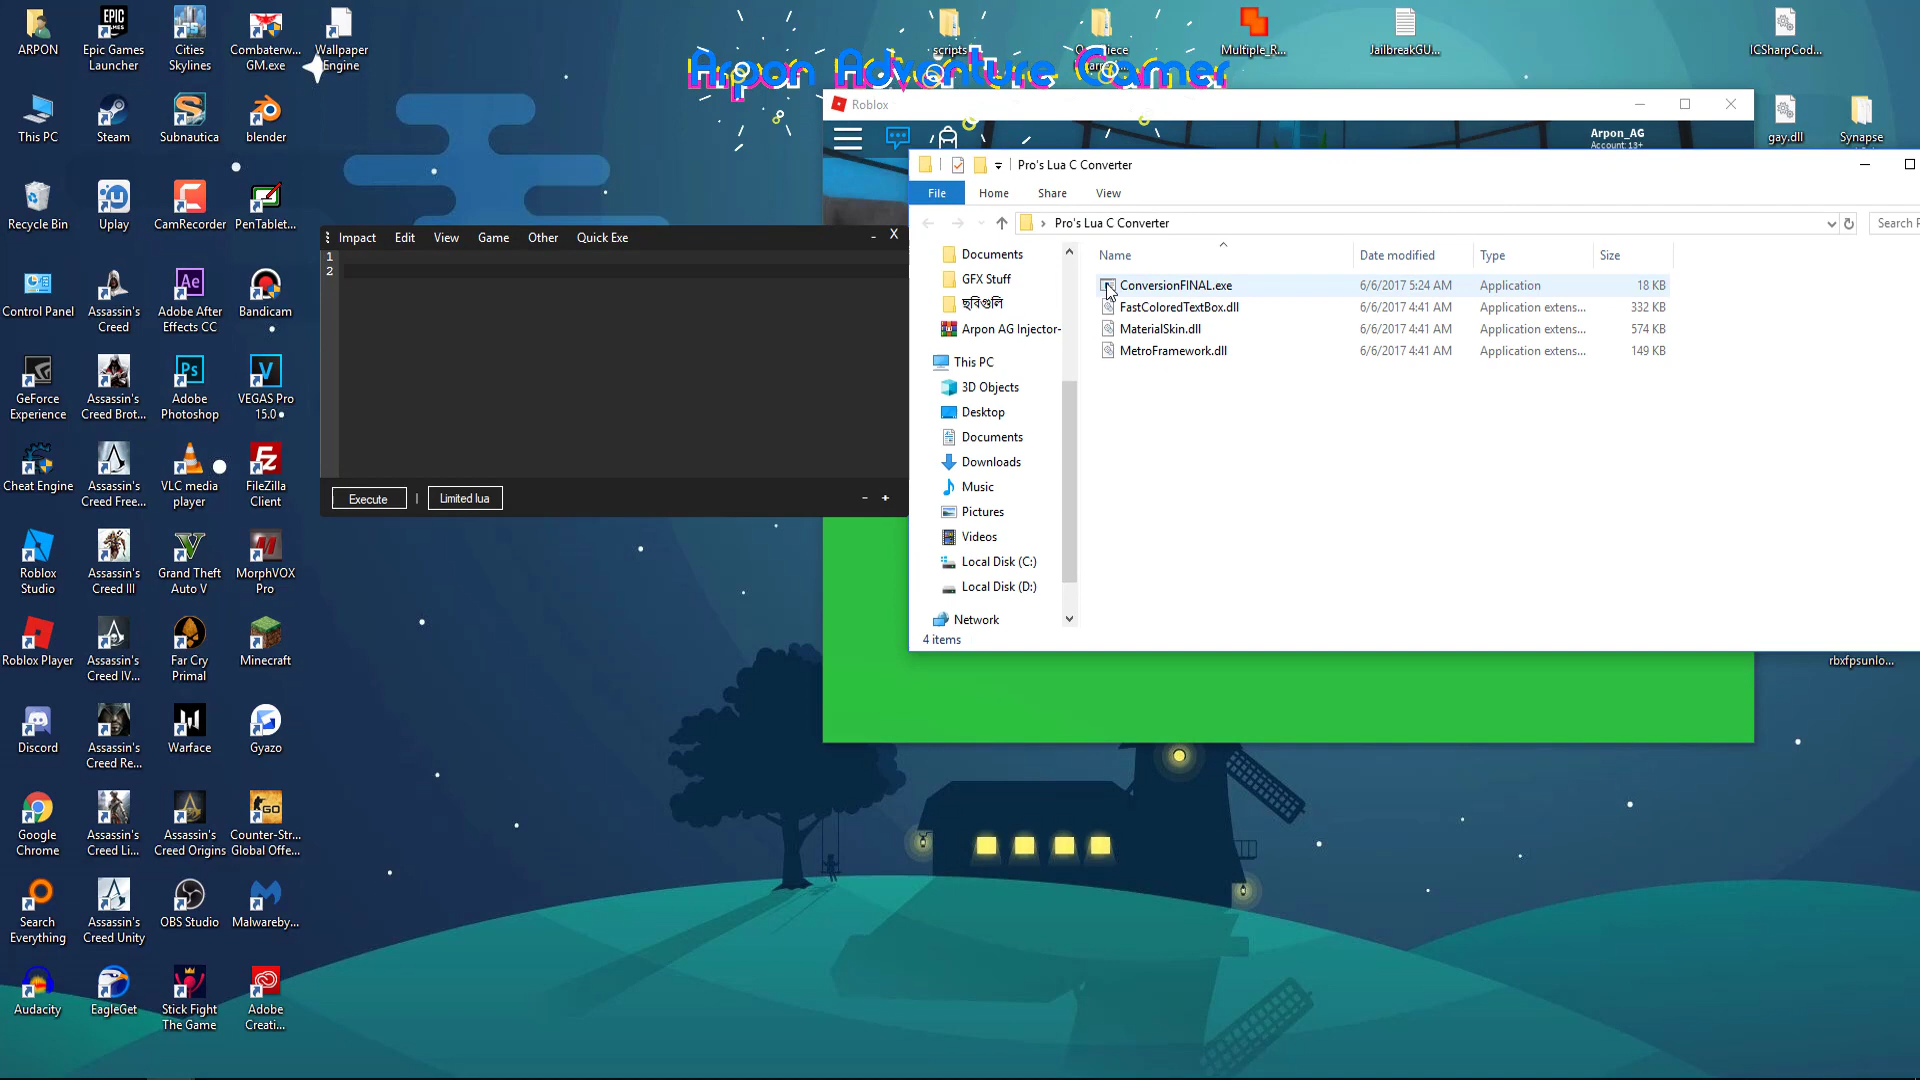 Arpon Adventure Gamer
ARPON
Epic Games
Launcher
Cities
Skylines
Combaterw...
GM.exe
Wallpaper
Engine
scripts
Multiple_R...
JailbreakGU...
ICSharpCod...
This PC
Steam
Subnautica
blender
gay.dll
Synapse
Recycle Bin
Uplay
CamRecorder
PenTablet...
Control Panel
Assassin's
Creed
Adobe After
Effects CC
Bandicam
GeForce
Experience
Assassin's
Creed Brot...
Adobe
Photoshop
VEGAS Pro
15.0
Cheat Engine
Assassin's
Creed Free...
VLC media
player
FileZilla
Client
Roblox
Studio
Assassin's
Creed III
Grand Theft
Auto V
MorphVOX
Pro
Roblox Player
Assassin's
Creed IV...
Far Cry
Primal
Minecraft
Discord
Assassin's
Creed Re...
Warface
Gyazo
Google
Chrome
Assassin's
Creed Li...
Assassin's
Creed Origins
Counter-Str...
Global Offe...
Search
Everything
Assassin's
Creed Unity
OBS Studio
Malwareby...
Audacity
EagleGet
Stick Fight
The Game
Adobe
Creati...
rbxfpsunlo...
Roblox
Arpon_AG
Account: 13+
Impact Edit View Game Other Quick Exe - X
1
2
Execute | Limited lua - +
Pro's Lua C Converter
File Home Share View
Pro's Lua C Converter
Search P
Documents
GFX Stuff
ছবিগুলি
Arpon AG Injector-
This PC
3D Objects
Desktop
Documents
Downloads
Music
Pictures
Videos
Local Disk (C:)
Local Disk (D:)
Network
Name Date modified Type Size
ConversionFINAL.exe 6/6/2017 5:24 AM Application 18 KB
FastColoredTextBox.dll 6/6/2017 4:41 AM Application extens... 332 KB
MaterialSkin.dll 6/6/2017 4:41 AM Application extens... 574 KB
MetroFramework.dll 6/6/2017 4:41 AM Application extens... 149 KB
4 items